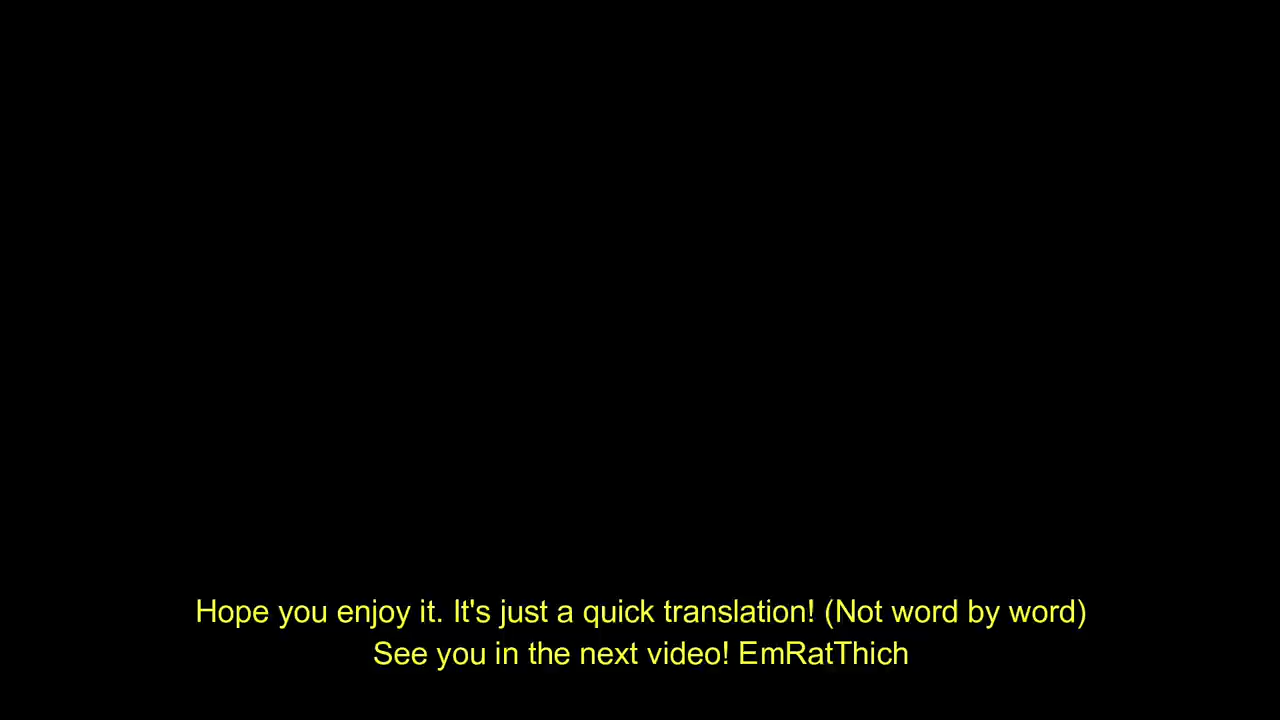 Hope you enjoy it. It's just a quick translation! (Not word by word)
See you in the next video! EmRatThich